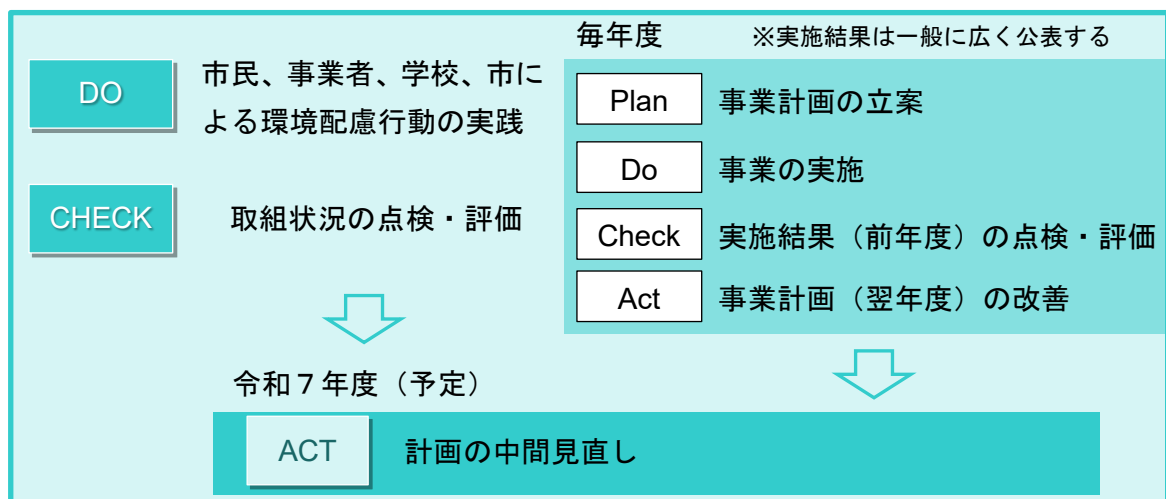 DO
市民、事業者、学校、市に
よる環境配慮行動の実践
CHECK
取組状況の点検・評価
毎年度
※実施結果は一般に広く公表する
Plan
事業計画の立案
Do
事業の実施
Check
実施結果（前年度）の点検・評価
Act
事業計画（翌年度）の改善
令和７年度（予定）
ACT
計画の中間見直し